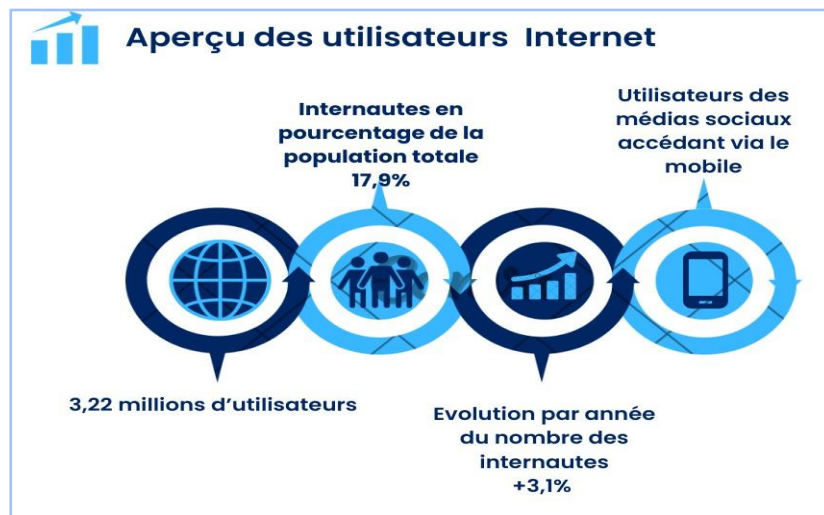 Aperçu des utilisateurs Internet
Internautes en
pourcentage de la
population totale
17,9%
Utilisateurs des
médias sociaux
accédant via le
mobile
3,22 millions d'utilisateurs
Evolution par année
du nombre des
internautes
+3,1%